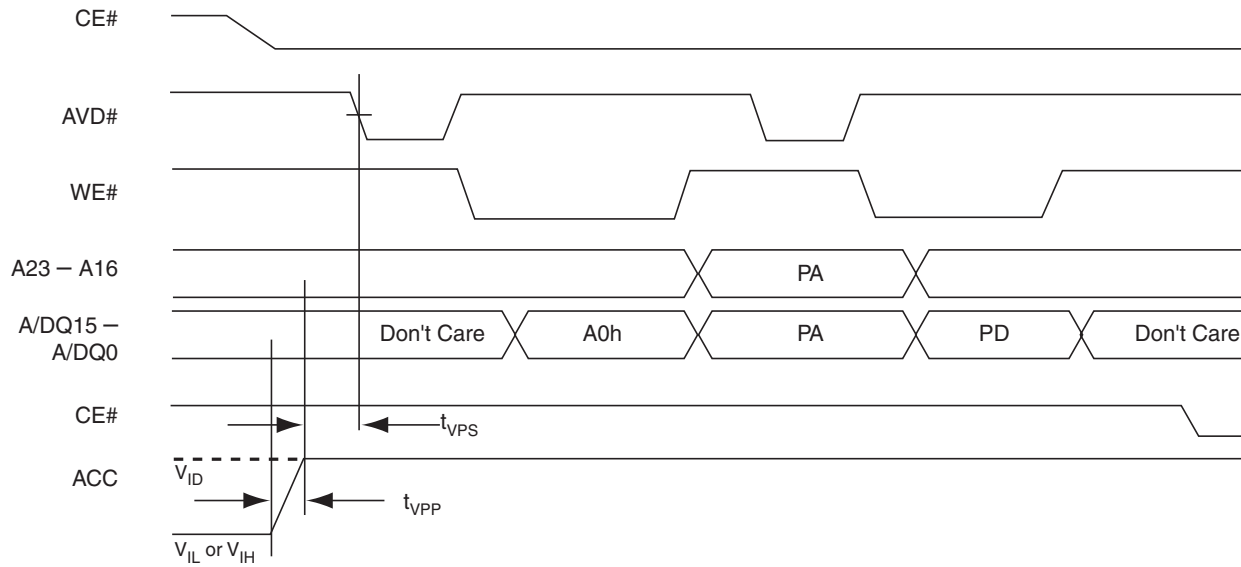 CE#
AVD#
WE#
A23 – A16
PA
A/DQ15 –
A/DQ0
Don't Care
A0h
PA
PD
Don't Care
CE#
tVPS
ACC
VID
tVPP
VIL or VIH